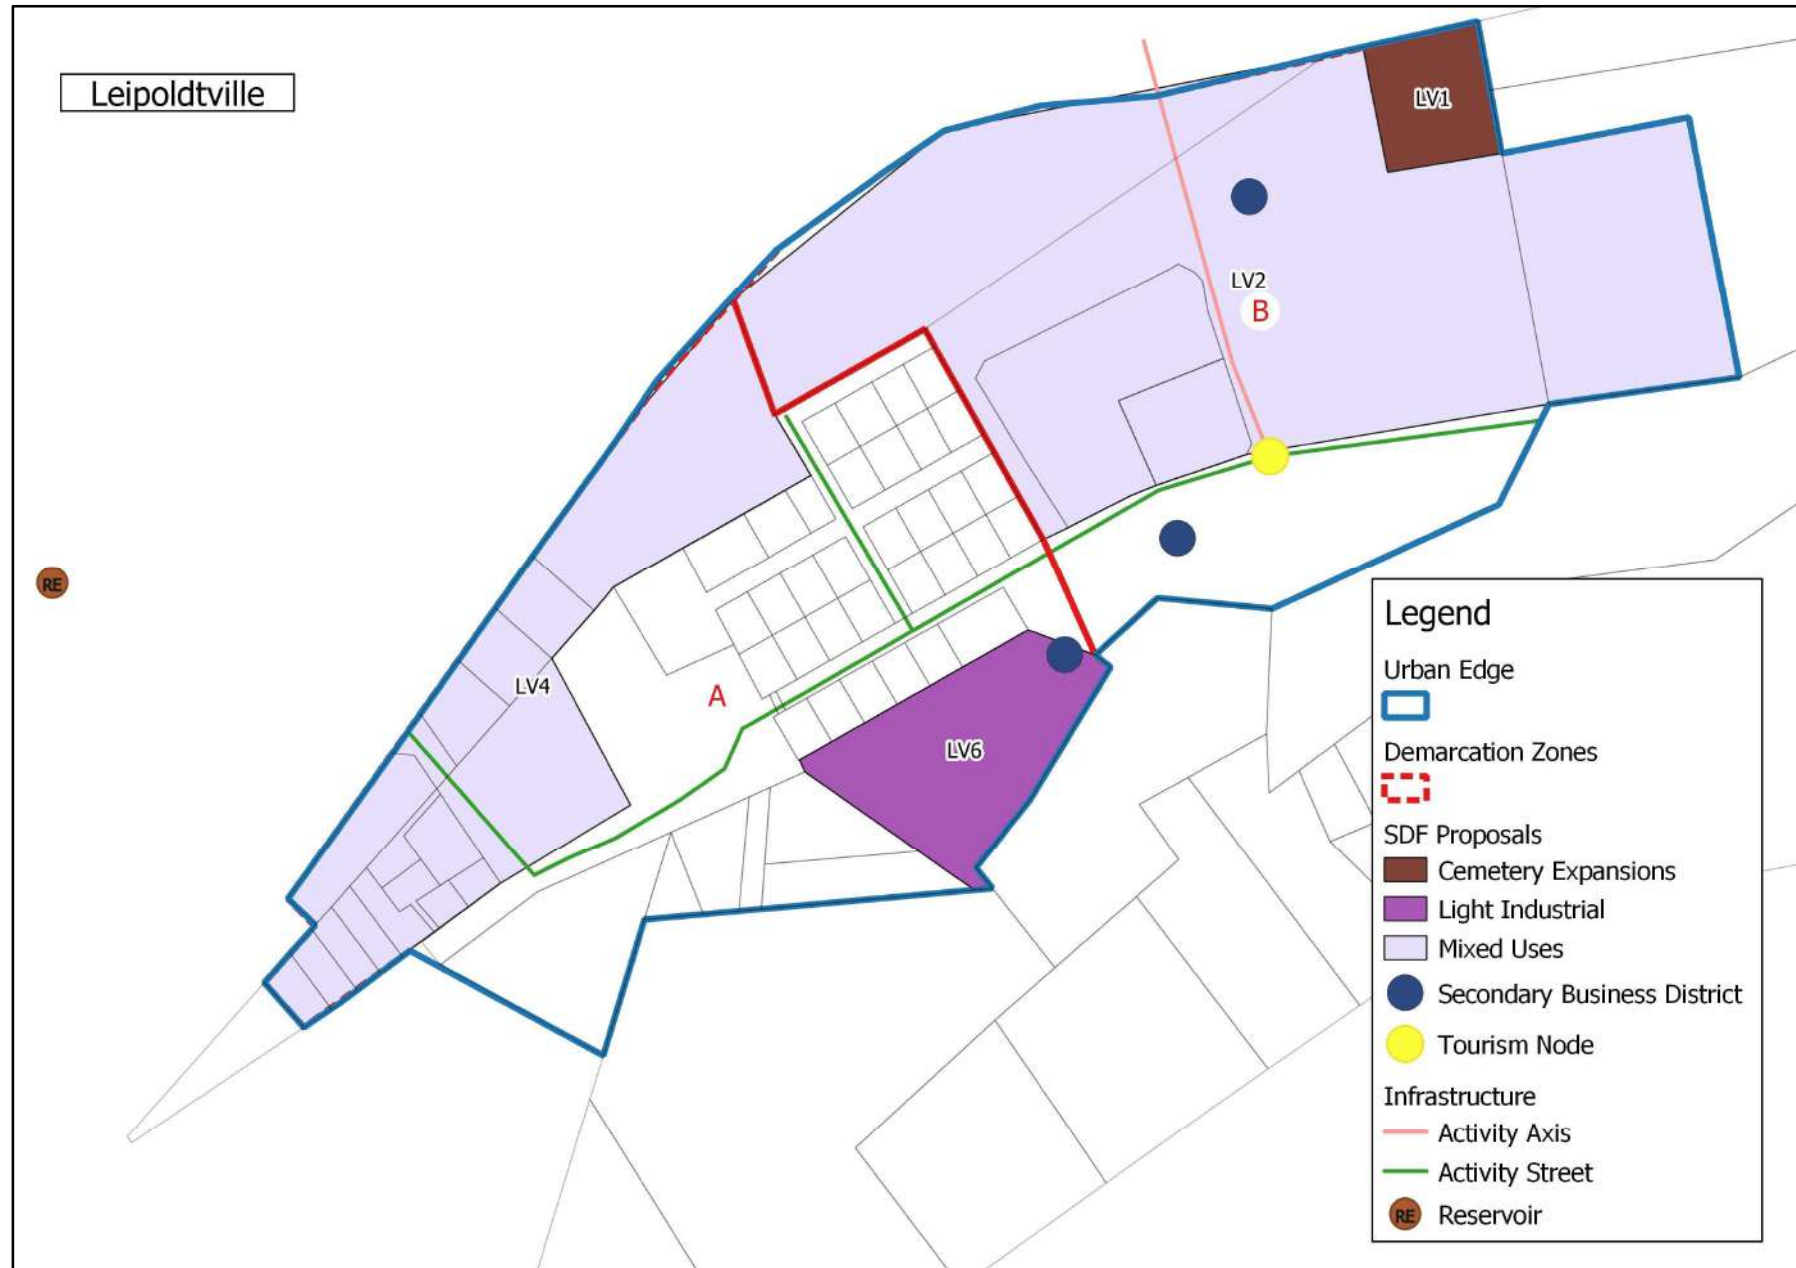 Leipoldtville
LV1
LV2
B
LV4
A
LV6
RE
Legend
Urban Edge
Demarcation Zones
SDF Proposals
Cemetery Expansions
Light Industrial
Mixed Uses
Secondary Business District
Tourism Node
Infrastructure
Activity Axis
Activity Street
RE Reservoir